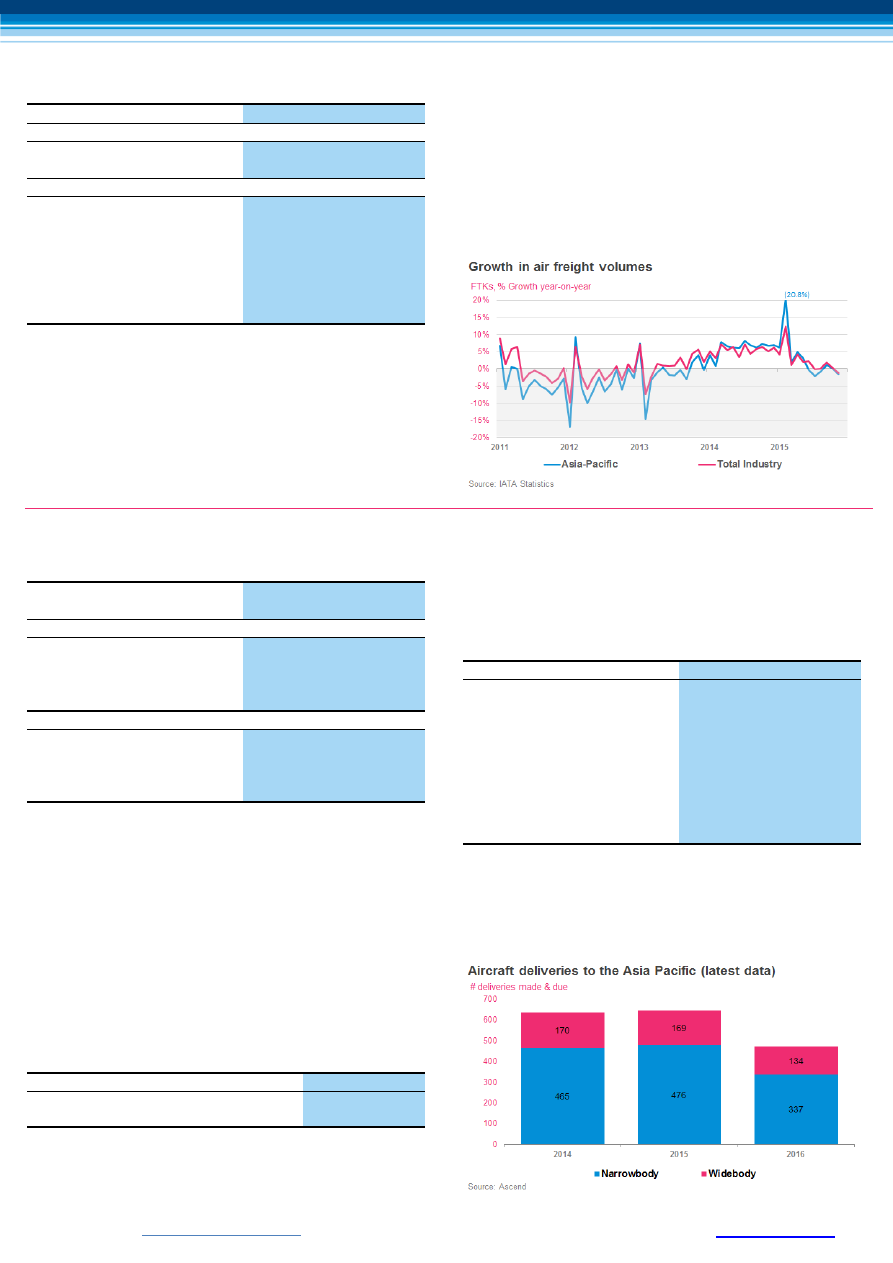 Growth in air freight volumes
FTKs, % Growth year-on-year
|20.8%|
20%
15%
10%
5%
0%
-5%
-10%
-15%
-20%
2011 2012 2013 2014 2015
Asia-Pacific Total Industry
Source: IATA Statistics
Aircraft deliveries to the Asia Pacific (latest data)
# deliveries made & due
700
600
500
400
300
200
100
0
170 169 134
465 476 337
2014 2015 2016
Narrowbody Widebody
Source: Ascend